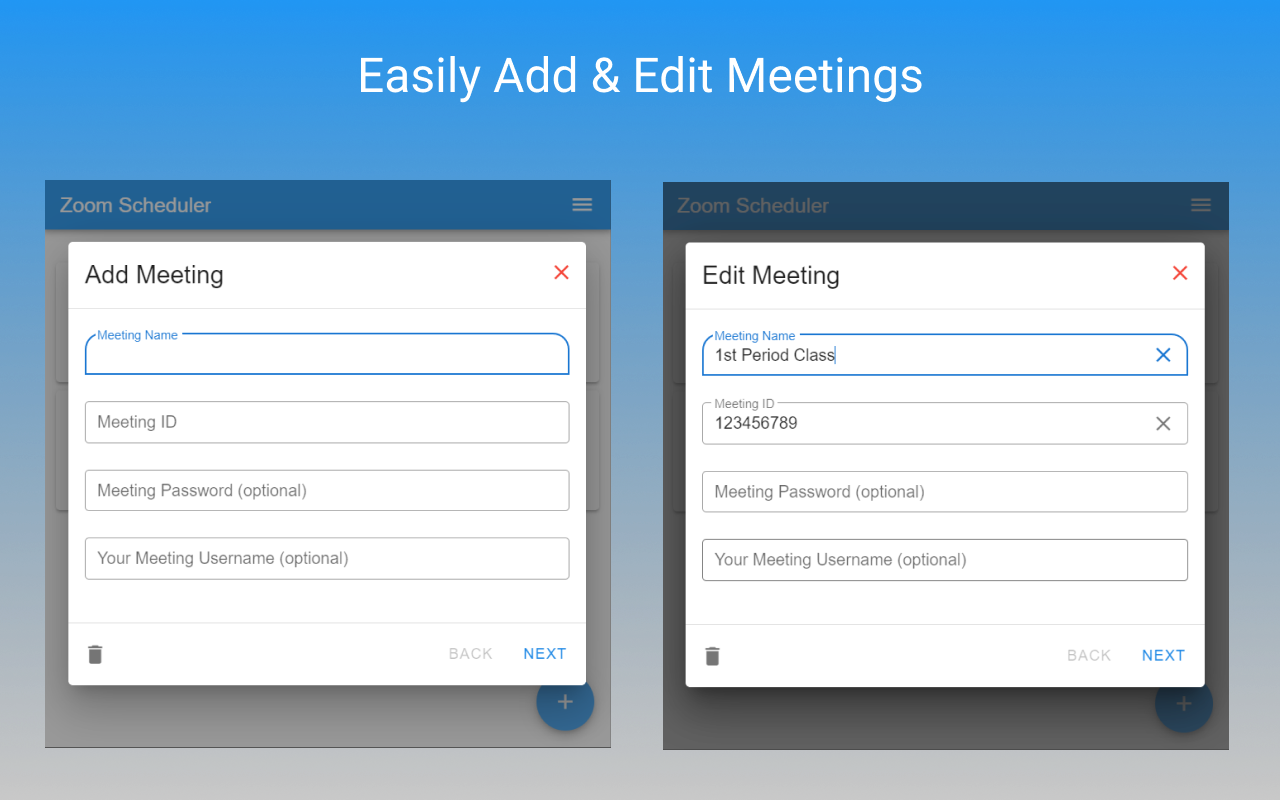 Easily Add & Edit Meetings
Zoom Scheduler
Add Meeting
Meeting Name
Meeting ID
Meeting Password (optional)
Your Meeting Username (optional)
BACK NEXT
Zoom Scheduler
Edit Meeting
Meeting Name
1st Period Class
Meeting ID
123456789
Meeting Password (optional)
Your Meeting Username (optional)
BACK NEXT